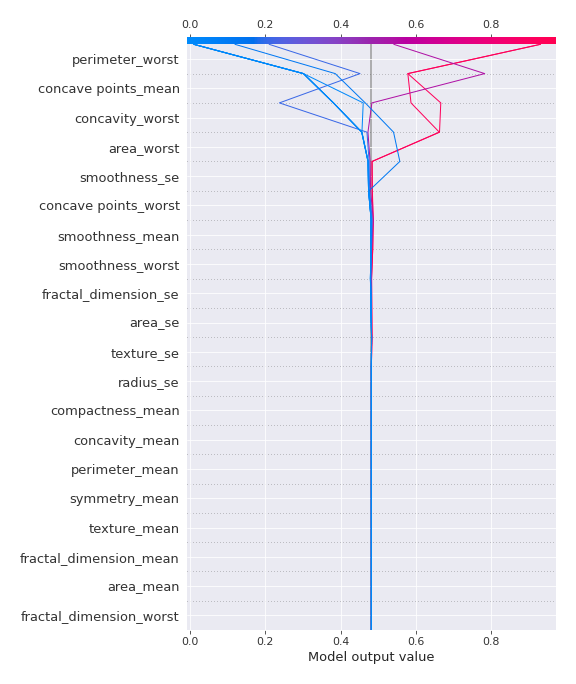 0.0 0.2 0.4 0.6 0.8
perimeter_worst
concave points_mean
concavity_worst
area_worst
smoothness_se
concave points_worst
smoothness_mean
smoothness_worst
fractal_dimension_se
area_se
texture_se
radius_se
compactness_mean
concavity_mean
perimeter_mean
symmetry_mean
texture_mean
fractal_dimension_mean
area_mean
fractal_dimension_worst
0.0 0.2 0.4 0.6 0.8
Model output value